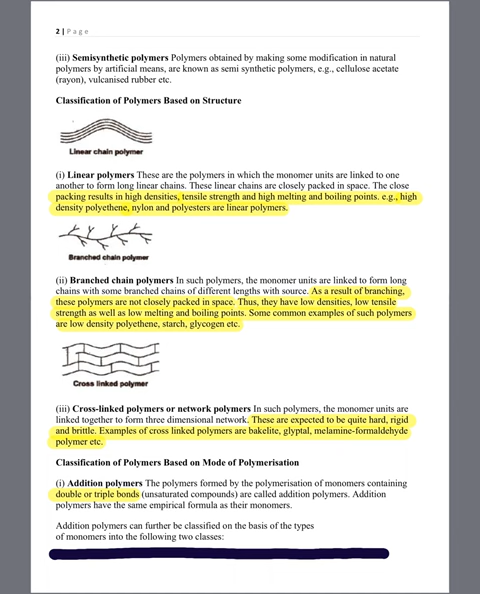 2 | Page
(iii) Semisynthetic polymers Polymers obtained by making some modification in natural
polymers by artificial means, are known as semi synthetic polymers, e.g., cellulose acetate
(rayon), vulcanised rubber etc.
Classification of Polymers Based on Structure
Linear chain polymer
(i) Linear polymers These are the polymers in which the monomer units are linked to one
another to form long linear chains. These linear chains are closely packed in space. The close
packing results in high densities, tensile strength and high melting and boiling points. e.g., high
density polyethene, nylon and polyesters are linear polymers.
Branched chain polymer
(ii) Branched chain polymers In such polymers, the monomer units are linked to form long
chains with some branched chains of different lengths with source. As a result of branching,
these polymers are not closely packed in space. Thus, they have low densities, low tensile
strength as well as low melting and boiling points. Some common examples of such polymers
are low density polyethene, starch, glycogen etc.
Cross linked polymer
(iii) Cross-linked polymers or network polymers In such polymers, the monomer units are
linked together to form three dimensional network. These are expected to be quite hard, rigid
and brittle. Examples of cross linked polymers are bakelite, glyptal, melamine-formaldehyde
polymer etc.
Classification of Polymers Based on Mode of Polymerisation
(i) Addition polymers The polymers formed by the polymerisation of monomers containing
double or triple bonds (unsaturated compounds) are called addition polymers. Addition
polymers have the same empirical formula as their monomers.
Addition polymers can further be classified on the basis of the types
of monomers into the following two classes: